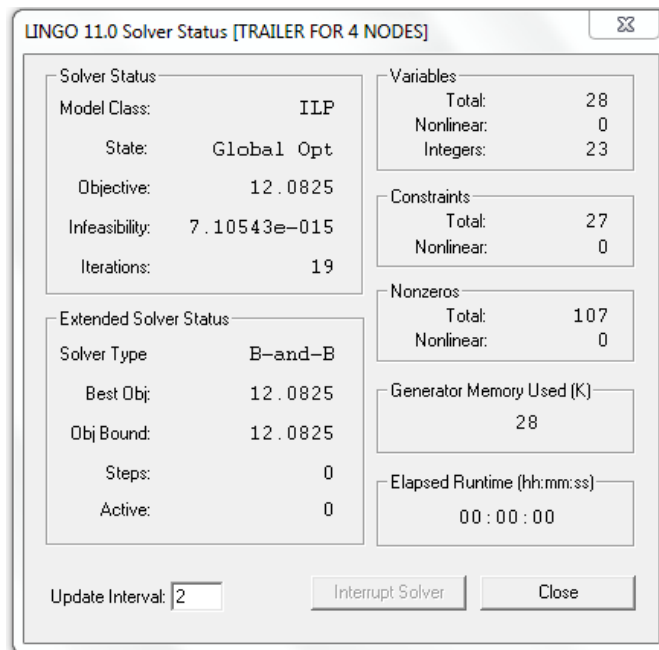 LINGO 11.0 Solver Status [TRAILER FOR 4 NODES]
Solver Status
Model Class: ILP
State: Global Opt
Objective: 12.0825
Infeasibility: 7.10543e-015
Iterations: 19
Extended Solver Status
Solver Type B-and-B
Best Obj: 12.0825
Obj Bound: 12.0825
Steps: 0
Active: 0
Variables
Total: 28
Nonlinear: 0
Integers: 23
Constraints
Total: 27
Nonlinear: 0
Nonzeros
Total: 107
Nonlinear: 0
Generator Memory Used (K)
28
Elapsed Runtime (hh:mm:ss)
00:00:00
Update Interval: 2
Interrupt Solver
Close